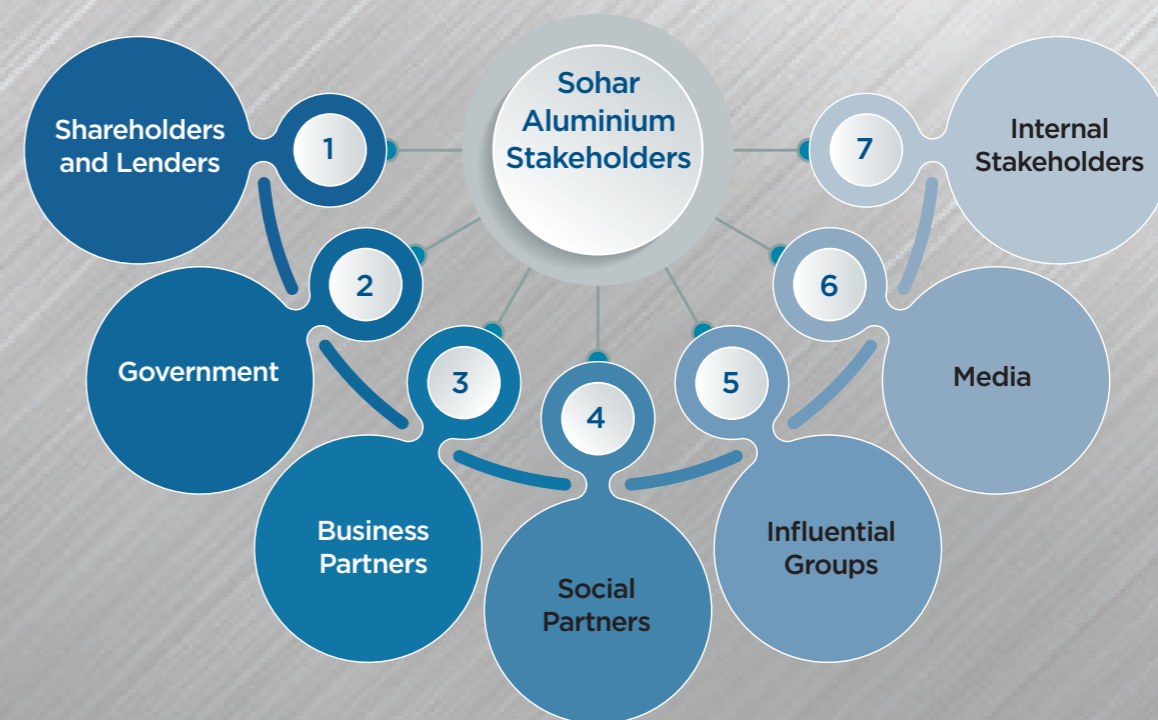 Sohar
Aluminium
Stakeholders
1
Shareholders
and Lenders
2
Government
3
Business
Partners
4
Social
Partners
5
Influential
Groups
6
Media
7
Internal
Stakeholders